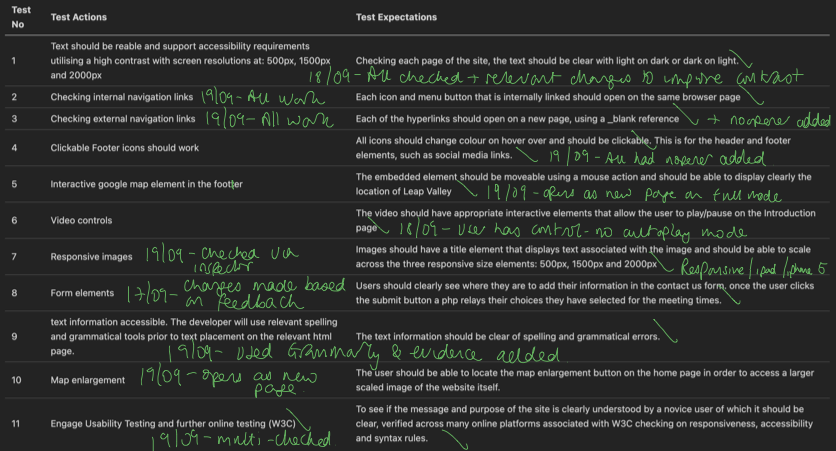 Test No Test Actions Test Expectations
Text should be reable and support accessibility requirements
1 utilising a high contrast with screen resolutions at: 500px, 1500px Checking each page of the site, the text should be clear with light on dark or dark on light.
and 2000px 18/09 - All checked + relevant changes to improve contrast
2 Checking internal navigation links 19/09 - All work Each icon and menu button that is internally linked should open on the same browser page
3 Checking external navigation links 19/09 - All work Each of the hyperlinks should open on a new page, using a _blank reference + noopener added
4 Clickable Footer icons should work All icons should change colour on hover over and should be clickable. This is for the header and footer
elements, such as social media links. 19/09 - All had noopener added
5 Interactive google map element in the footer The embedded element should be moveable using a mouse action and should be able to display clearly the
location of Leap Valley 19/09 - opens as new page on full mode
6 Video controls The video should have appropriate interactive elements that allow the user to play/pause on the Introduction
page 18/09 - User has control - no autoplay mode
7 Responsive images 19/09 - checked via inspector Images should have a title element that displays text associated with the image and should be able to scale
across the three responsive size elements: 500px, 1500px and 2000px Responsive/ipad/iphone 5
8 Form elements 17/09 - changes made based on feedback Users should clearly see where they are to add their information in the contact us form, once the user clicks
the submit button a php relays their choices they have selected for the meeting times.
text information accessible. The developer will use relevant spelling
9 and grammatical tools prior to text placement on the relevant html The text information should be clear of spelling and grammatical errors.
page. 19/09 - Used Grammarly & evidence added
10 Map enlargement 19/09 - opens as new page. The user should be able to locate the map enlargement button on the home page in order to access a larger
scaled image of the website itself.
To see if the message and purpose of the site is clearly understood by a novice user of which it should be
11 Engage Usability Testing and further online testing (W3C) clear, verified across many online platforms associated with W3C checking on responsiveness, accessibility
19/09 - multi-checked and syntax rules.